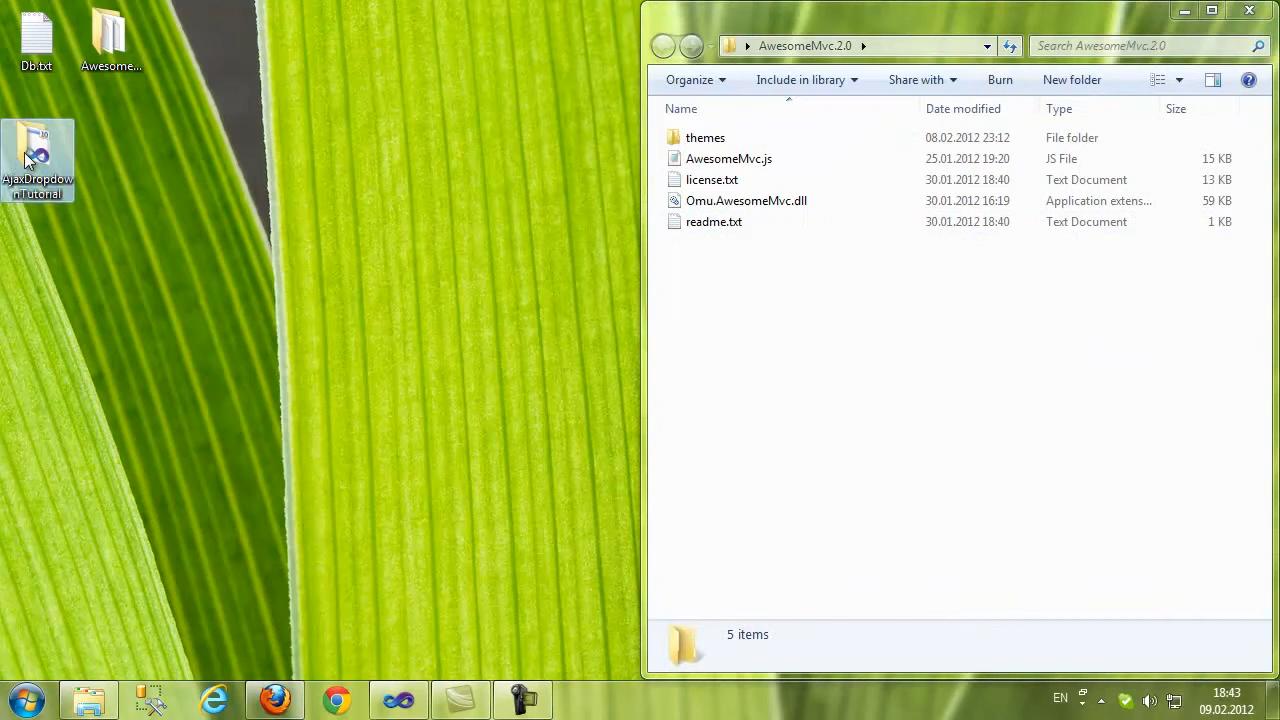 Db.txt
Awesome...
AjaxDropdow
nTutorial
AwesomeMvc.2.0
Search AwesomeMvc.2.0
Organize
Include in library
Share with
Burn
New folder
Name
Date modified
Type
Size
themes
08.02.2012 23:12
File folder
AwesomeMvc.js
25.01.2012 19:20
JS File
15 KB
license.txt
30.01.2012 18:40
Text Document
13 KB
Omu.AwesomeMvc.dll
30.01.2012 16:19
Application extens...
59 KB
readme.txt
30.01.2012 18:40
Text Document
1 KB
5 items
EN
18:43
09.02.2012